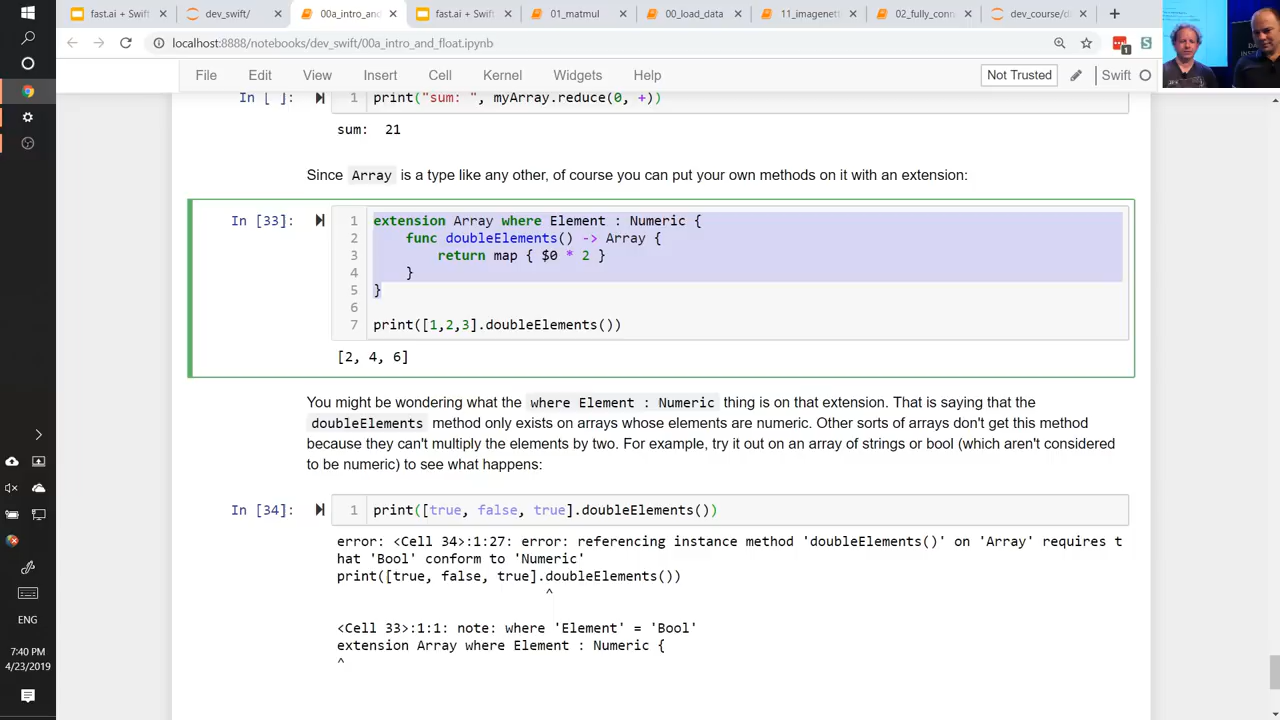 fast.ai - Swift
dev_swift/
00a_intro_and
fast.ai - Swift
01_matmul
00_load_data
11_imagenett
fully_conn
dev_course/d
localhost:8888/notebooks/dev_swift/00a_intro_and_float.ipynb
File Edit View Insert Cell Kernel Widgets Help
Not Trusted
Swift
In [ ]:
1 print("sum: ", myArray.reduce(0, +))
sum:  21
Since Array is a type like any other, of course you can put your own methods on it with an extension:
In [33]:
1 extension Array where Element : Numeric {
2     func doubleElements() -> Array {
3         return map { $0 * 2 }
4     }
5 }
6
7 print([1,2,3].doubleElements())
[2, 4, 6]
You might be wondering what the where Element : Numeric thing is on that extension. That is saying that the
doubleElements method only exists on arrays whose elements are numeric. Other sorts of arrays don't get this method
because they can't multiply the elements by two. For example, try it out on an array of strings or bool (which aren't considered
to be numeric) to see what happens:
In [34]:
1 print([true, false, true].doubleElements())
error: <Cell 34>:1:27: error: referencing instance method 'doubleElements()' on 'Array' requires t
hat 'Bool' conform to 'Numeric'
print([true, false, true].doubleElements())
^
<Cell 33>:1:1: note: where 'Element' = 'Bool'
extension Array where Element : Numeric {
^
ENG
7:40 PM
4/23/2019